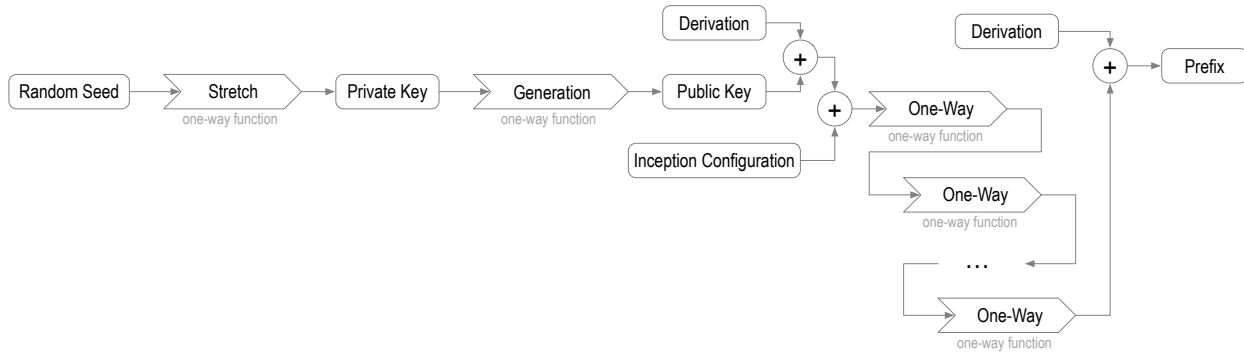 Derivation
Derivation
+
+
Prefix
Random Seed
Stretch
one-way function
Private Key
Generation
one-way function
Public Key
+
One-Way
one-way function
Inception Configuration
One-Way
one-way function
...
One-Way
one-way function